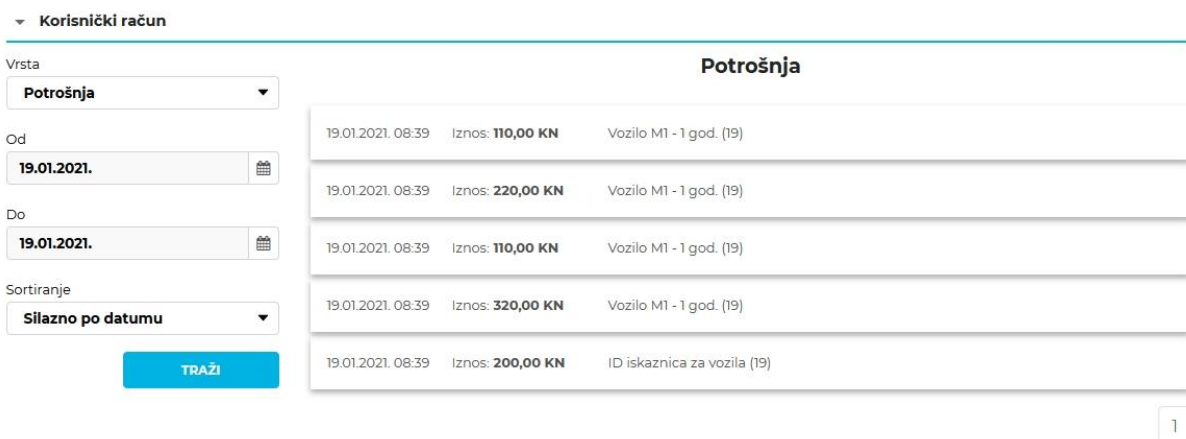 Korisnički račun
Vrsta
Potrošnja
Od
19.01.2021.
Do
19.01.2021.
Sortiranje
Silazno po datumu
TRAŽI
Potrošnja
19.01.2021. 08:39 Iznos: 110,00 KN Vozilo M1 - 1 god. (19)
19.01.2021. 08:39 Iznos: 220,00 KN Vozilo M1 - 1 god. (19)
19.01.2021. 08:39 Iznos: 110,00 KN Vozilo M1 - 1 god. (19)
19.01.2021. 08:39 Iznos: 320,00 KN Vozilo M1 - 1 god. (19)
19.01.2021. 08:39 Iznos: 200,00 KN ID iskaznica za vozila (19)
1